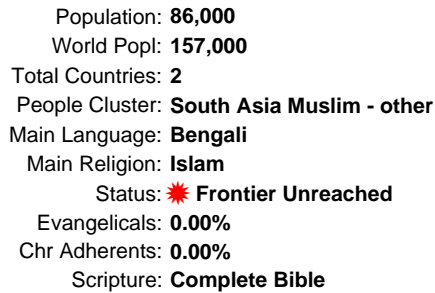 Population: 86,000
World Popl: 157,000
Total Countries: 2
People Cluster: South Asia Muslim - other
Main Language: Bengali
Main Religion: Islam
Status: Frontier Unreached
Evangelicals: 0.00%
Chr Adherents: 0.00%
Scripture: Complete Bible